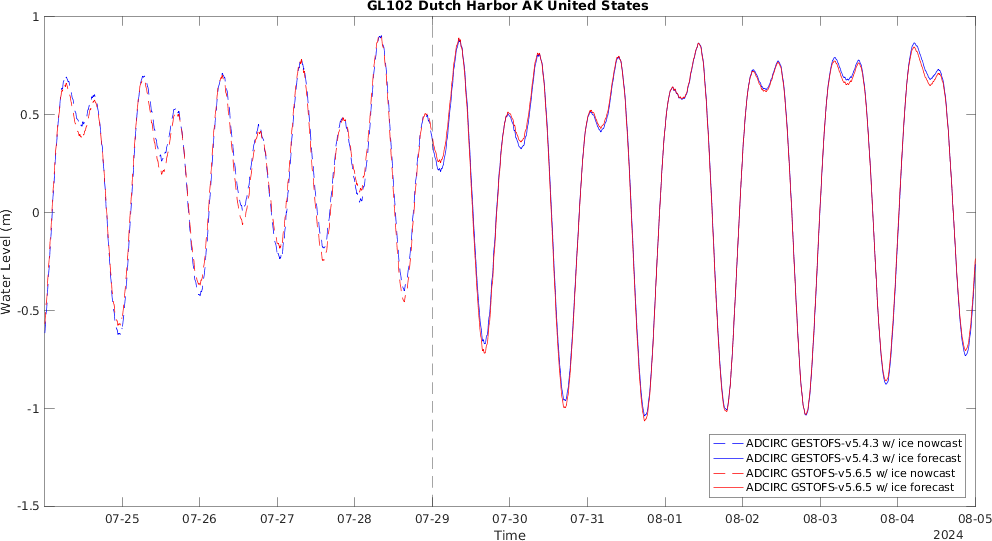 GL102 Dutch Harbor AK United States
1
0.5
0
-0.5
-1
-1.5
Water Level (m)
ADCIRC GESTOFS-v5.4.3 w/ ice nowcast
ADCIRC GESTOFS-v5.4.3 w/ ice forecast
ADCIRC GSTOFS-v5.6.5 w/ ice nowcast
ADCIRC GSTOFS-v5.6.5 w/ ice forecast
07-25 07-26 07-27 07-28 07-29 07-30 07-31 08-01 08-02 08-03 08-04 08-05
Time
2024